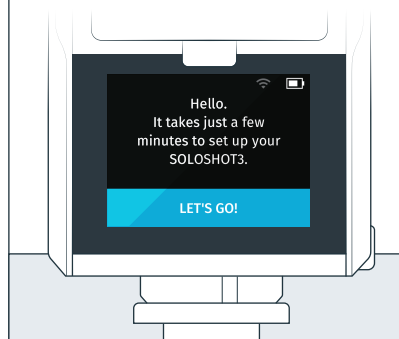 Hello.
It takes just a few
minutes to set up your
SOLOSHOT3.
LET'S GO!